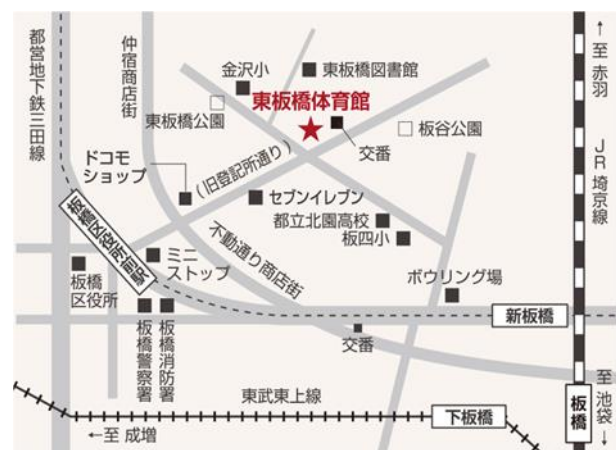 都営地下鉄三田線
仲宿商店街
金沢小
東板橋図書館
東板橋体育館
東板橋公園
交番
板谷公園
←至 赤羽
JR 埼京線
ドコモ
ショップ
(旧登記所通り)
セブンイレブン
都立北園高校
板四小
板橋区役所前駅
ミニ
ストップ
不動通り商店街
ボウリング場
板橋
区役所
板橋警察署
板橋消防署
新板橋
交番
東武東上線
下板橋
←至 成増
板橋
至 池袋→